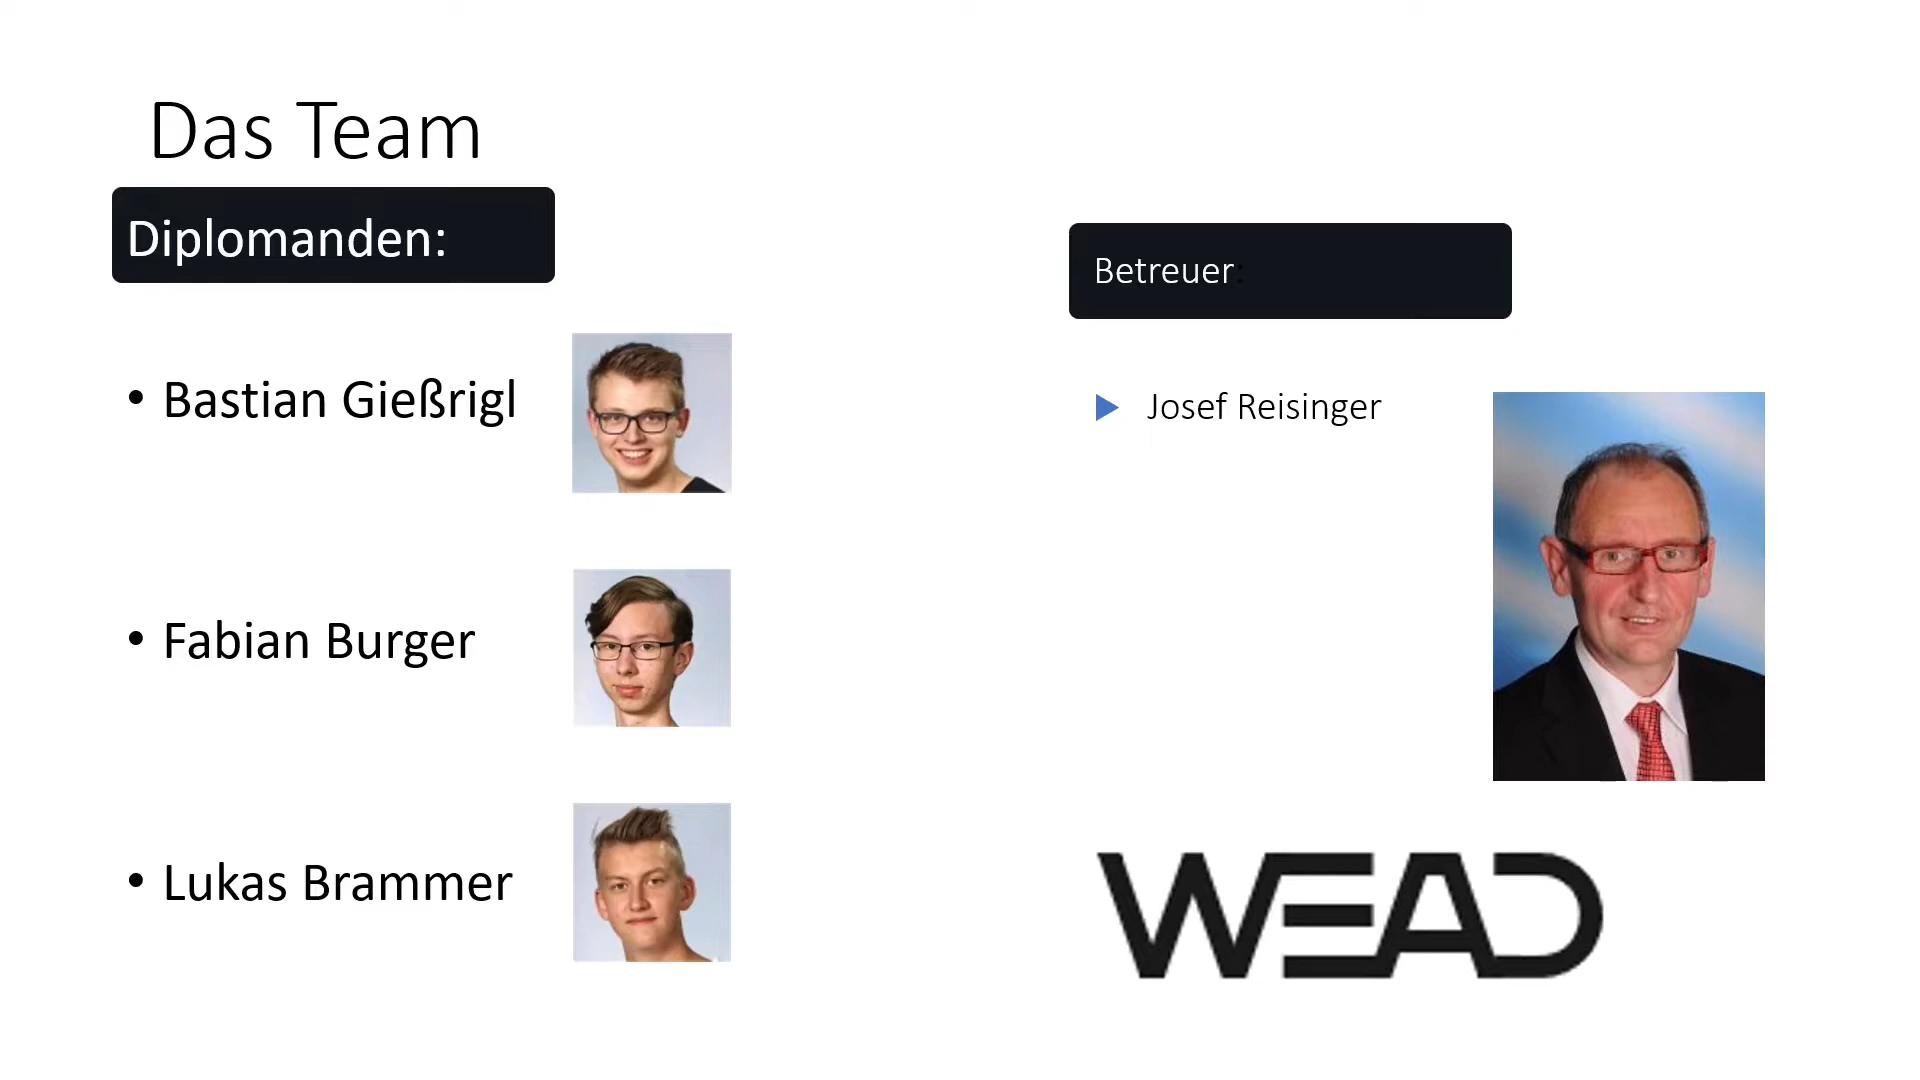 Das Team
Diplomanden:
• Bastian Gießrigl
• Fabian Burger
• Lukas Brammer
Betreuer:
Josef Reisinger
WEAD